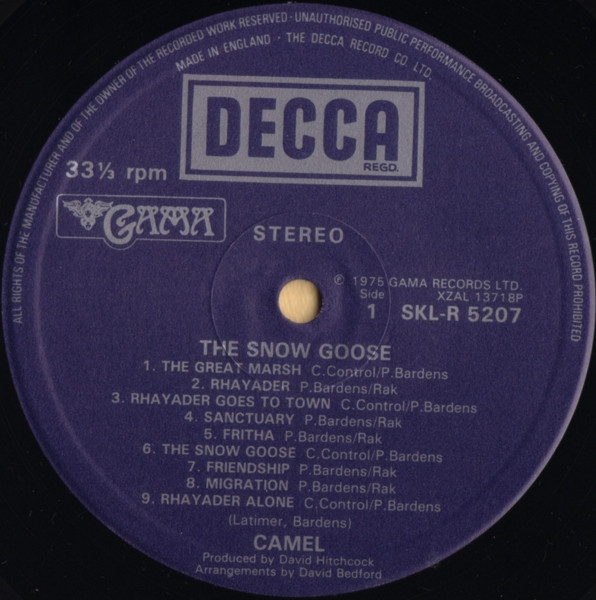 ALL RIGHTS OF THE MANUFACTURER AND OF THE OWNER OF THE RECORDED WORK RESERVED · UNAUTHORISED PUBLIC PERFORMANCE BROADCASTING AND COPYING OF THIS RECORD PROHIBITED
MADE IN ENGLAND · THE DECCA RECORD CO. LTD.
DECCA
REGD.
33⅓ rpm
GAMA
STEREO
℗ 1975 GAMA RECORDS LTD.
Side XZAL 13718P
1 SKL-R 5207
THE SNOW GOOSE
1. THE GREAT MARSH C.Control/P.Bardens
2. RHAYADER P.Bardens/Rak
3. RHAYADER GOES TO TOWN C.Control/P.Bardens
4. SANCTUARY P.Bardens/Rak
5. FRITHA P.Bardens/Rak
6. THE SNOW GOOSE C.Control/P.Bardens
7. FRIENDSHIP P.Bardens/Rak
8. MIGRATION P.Bardens/Rak
9. RHAYADER ALONE C.Control/P.Bardens
(Latimer, Bardens)
CAMEL
Produced by David Hitchcock
Arrangements by David Bedford